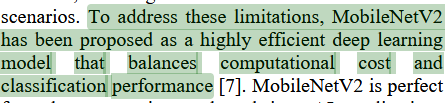 scenarios. To address these limitations, MobileNetV2
has been proposed as a highly efficient deep learning
model that balances computational cost and
classification performance [7]. MobileNetV2 is perfect